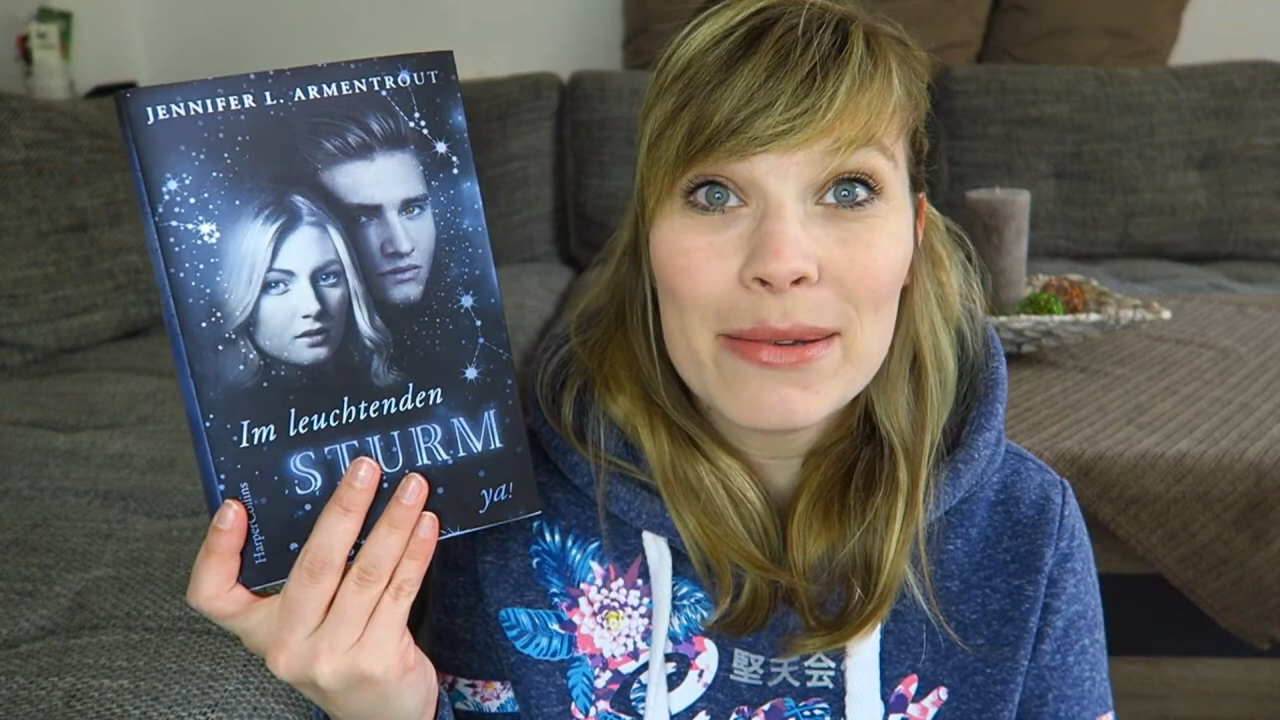 JENNIFER L. ARMENTROUT
Im leuchtenden
STURM
ya!
HarperCollins
堅天会